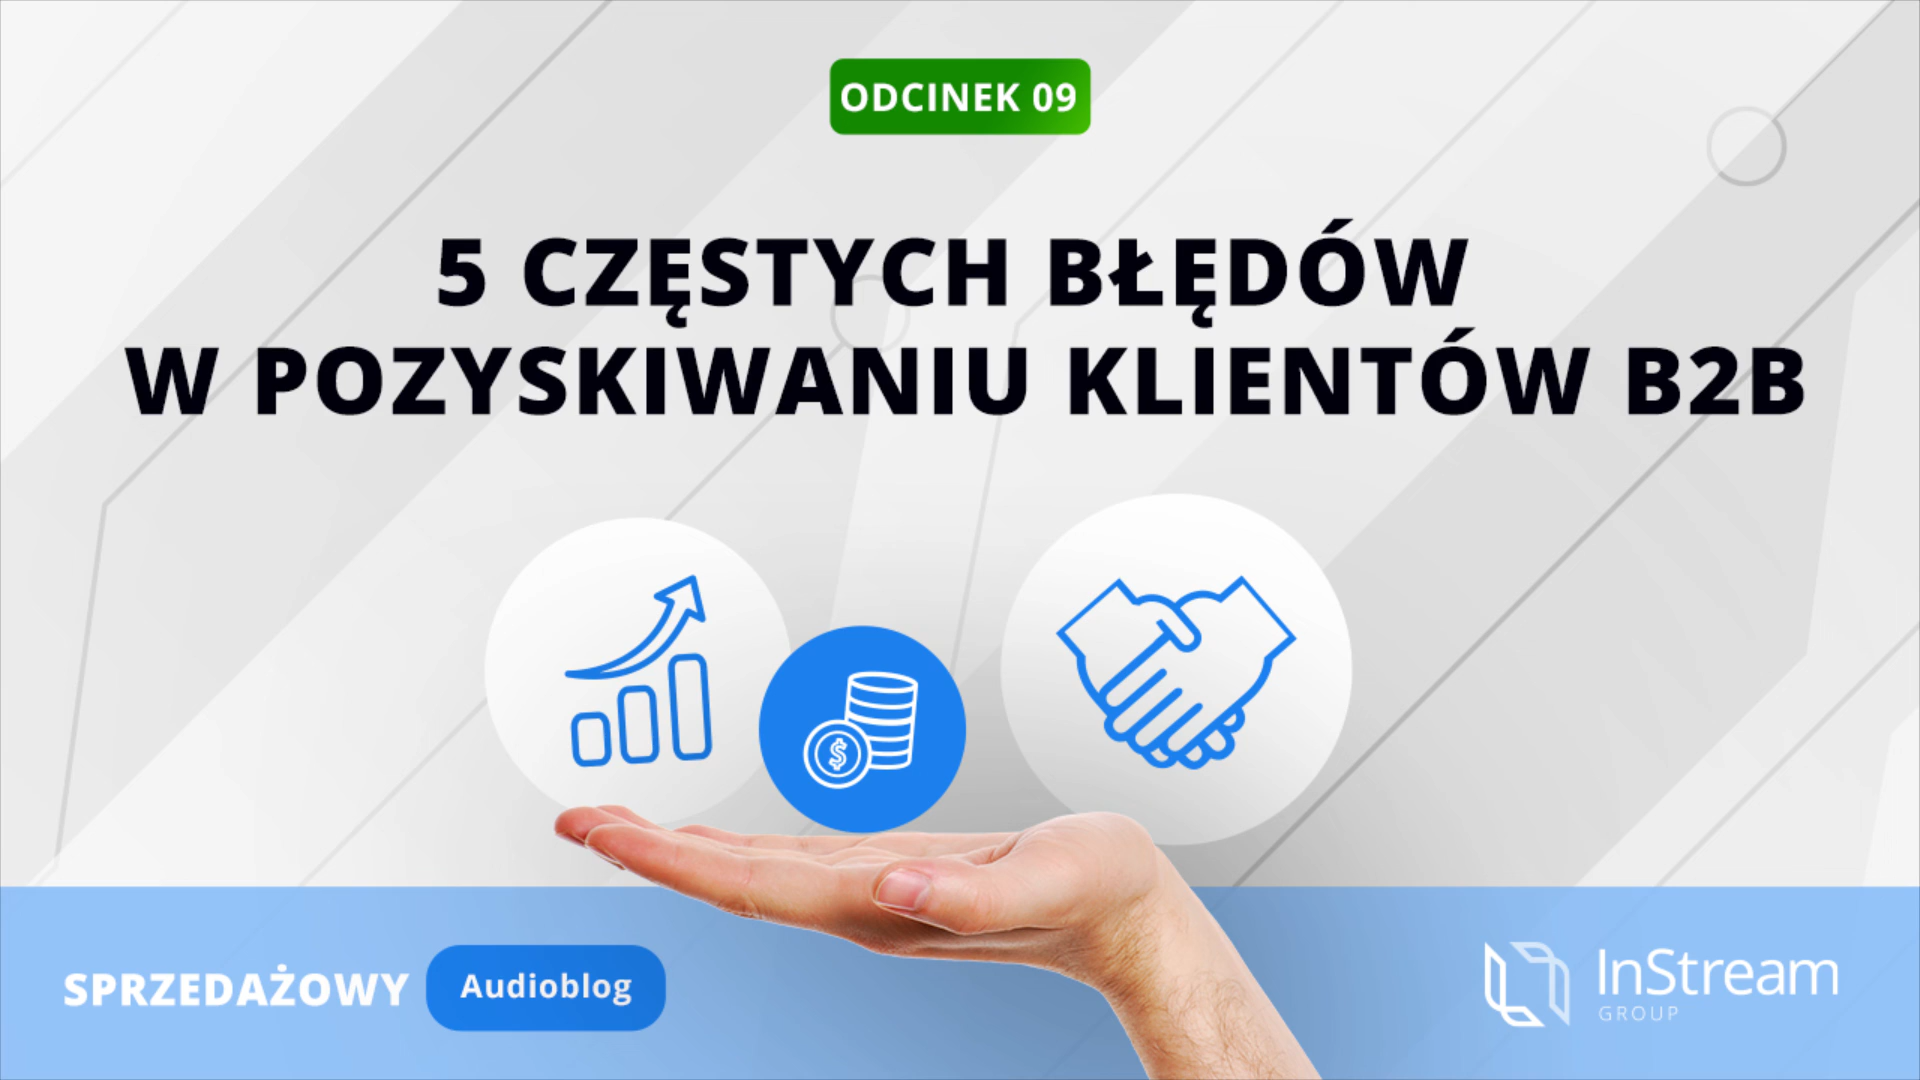 ODCINEK 09
5 CZĘSTYCH BŁĘDÓW
W POZYSKIWANIU KLIENTÓW B2B
$
SPRZEDAŻOWY Audioblog
InStream
GROUP